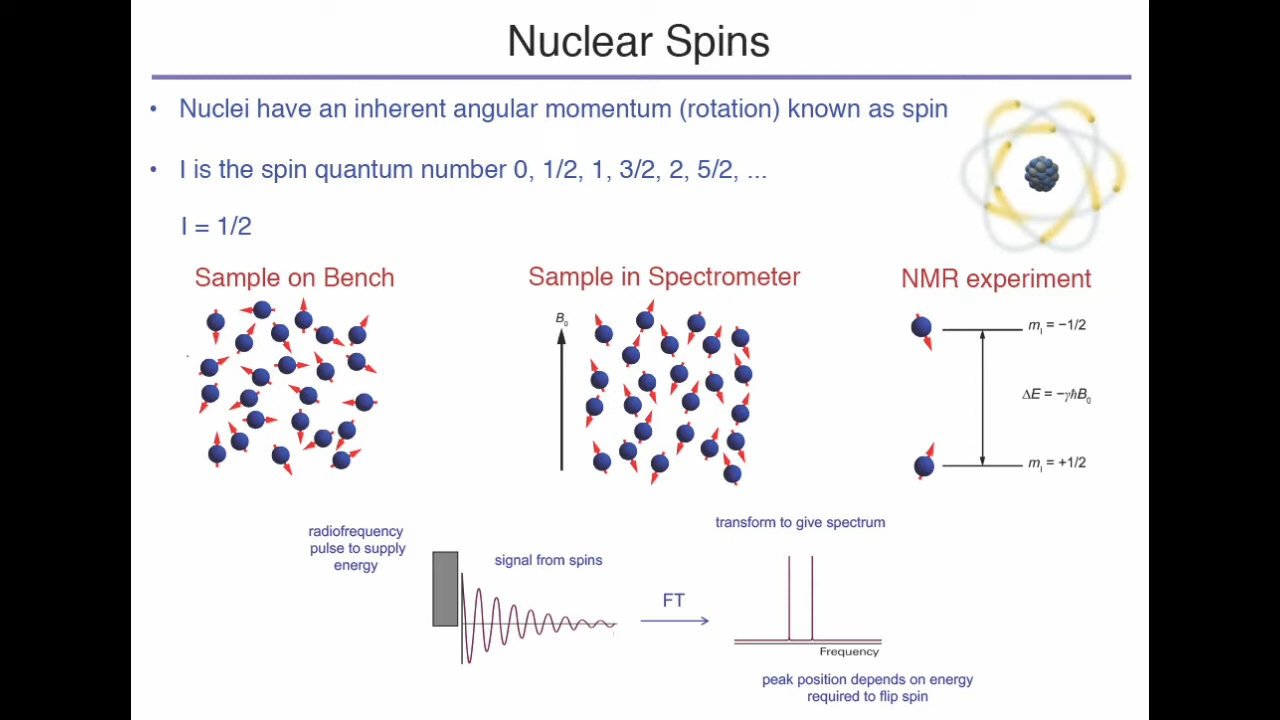 Nuclear Spins
• Nuclei have an inherent angular momentum (rotation) known as spin
• I is the spin quantum number 0, 1/2, 1, 3/2, 2, 5/2, ...
I = 1/2
Sample on Bench
Sample in Spectrometer
NMR experiment
B₀
mI = −1/2
ΔE = −γħB₀
mI = +1/2
radiofrequency
pulse to supply
energy
signal from spins
FT
transform to give spectrum
Frequency
peak position depends on energy
required to flip spin